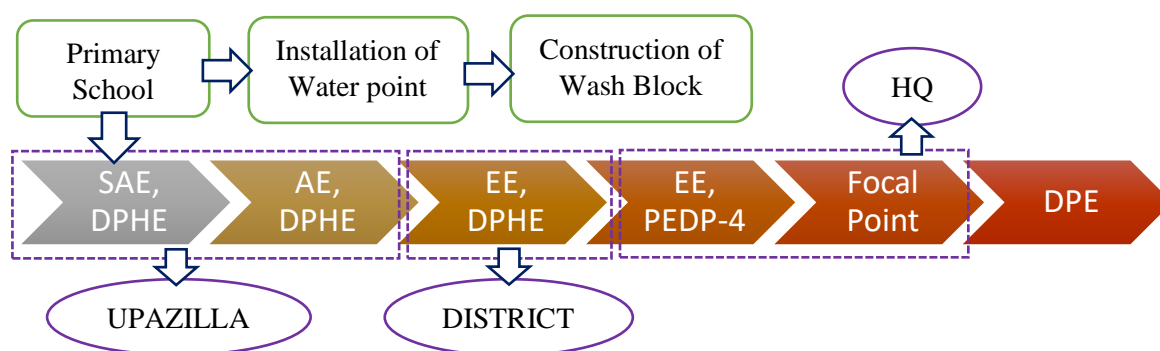 Primary
School
Installation of
Water point
Construction of
Wash Block
HQ
SAE,
DPHE
AE,
DPHE
EE,
DPHE
EE,
PEDP-4
Focal
Point
DPE
UPAZILLA
DISTRICT